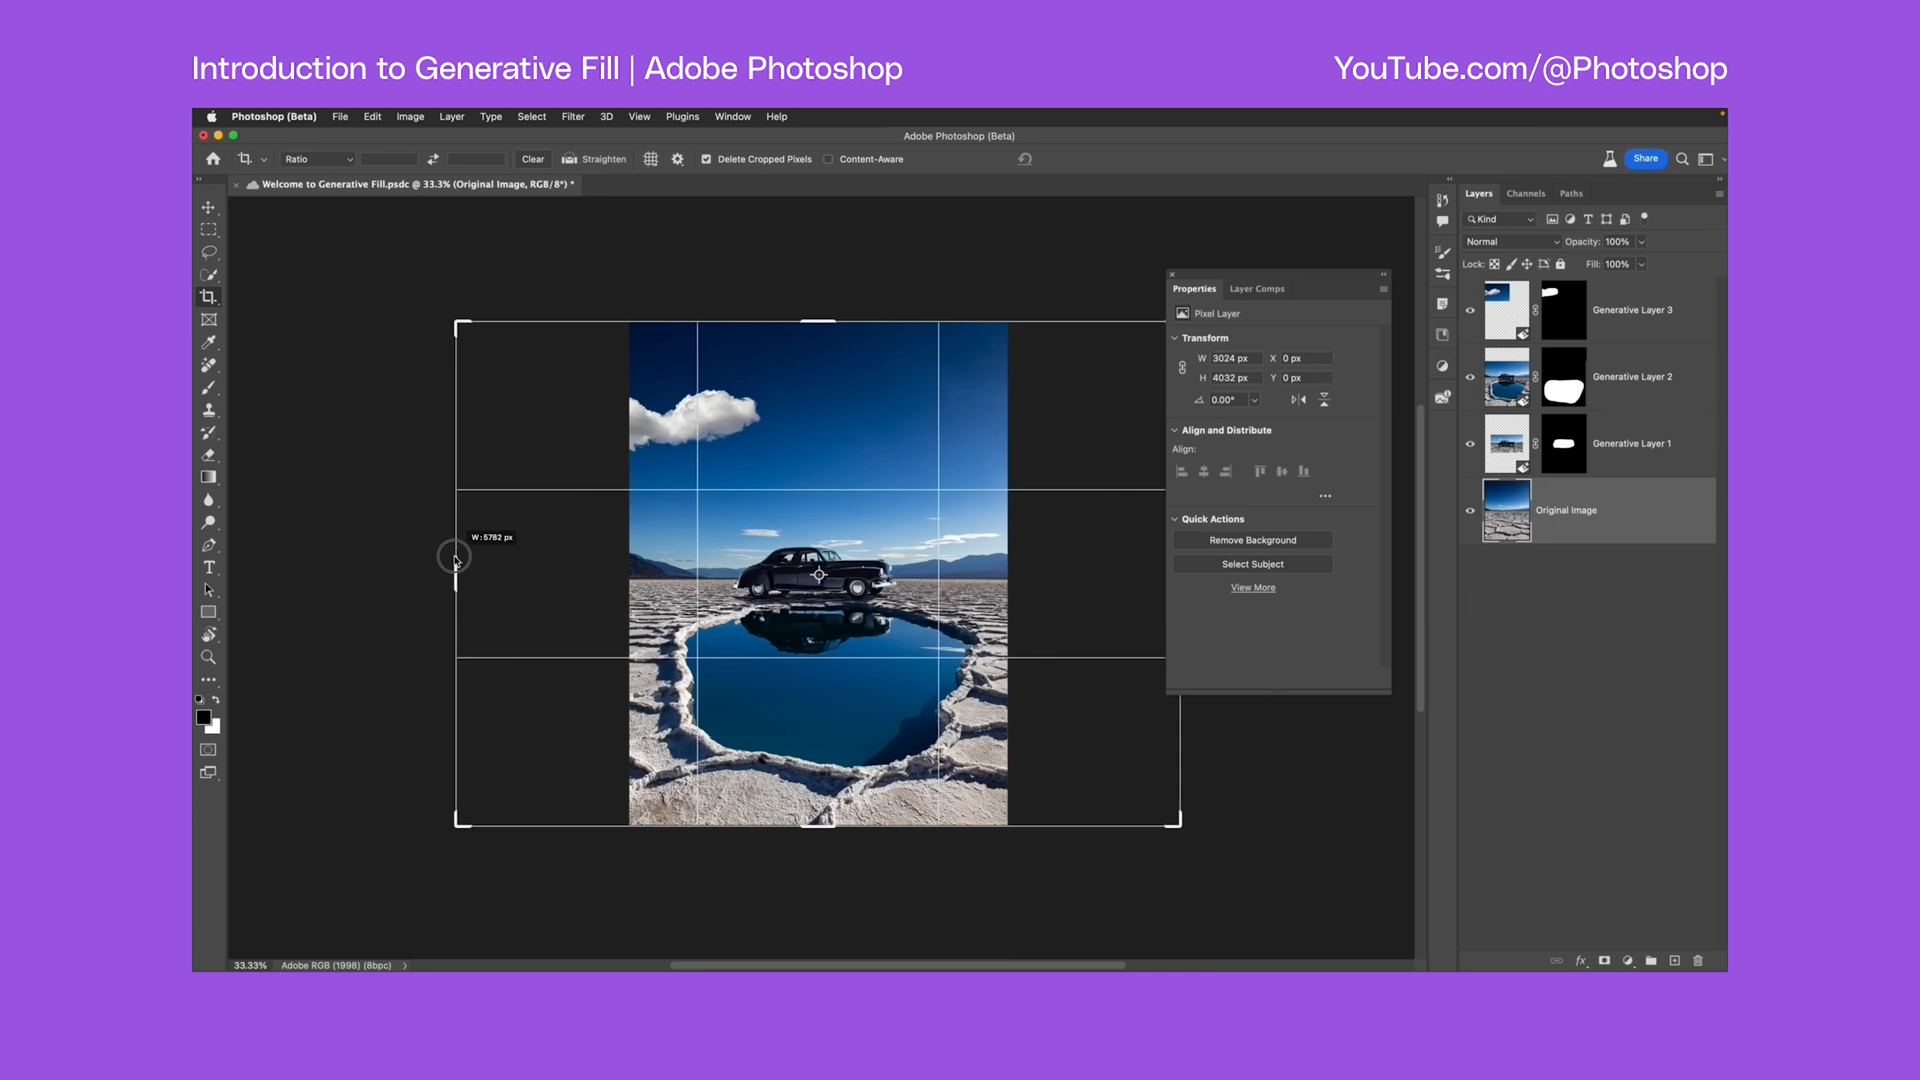 Introduction to Generative Fill | Adobe Photoshop
YouTube.com/@Photoshop
Photoshop (Beta) File Edit Image Layer Type Select Filter 3D View Plugins Window Help
Adobe Photoshop (Beta)
Ratio Clear Straighten Delete Cropped Pixels Content-Aware Share
Welcome to Generative Fill.psdc @ 33.3% (Original Image, RGB/8*) *
Layers Channels Paths
Kind
Normal Opacity: 100%
Lock: Fill: 100%
Generative Layer 3
Generative Layer 2
Generative Layer 1
Original Image
Properties Layer Comps
Pixel Layer
Transform
W 3024 px X 0 px
H 4032 px Y 0 px
0.00°
Align and Distribute
Align:
Quick Actions
Remove Background
Select Subject
View More
W: 5782 px
33.33% Adobe RGB (1998) (8bpc)
fx